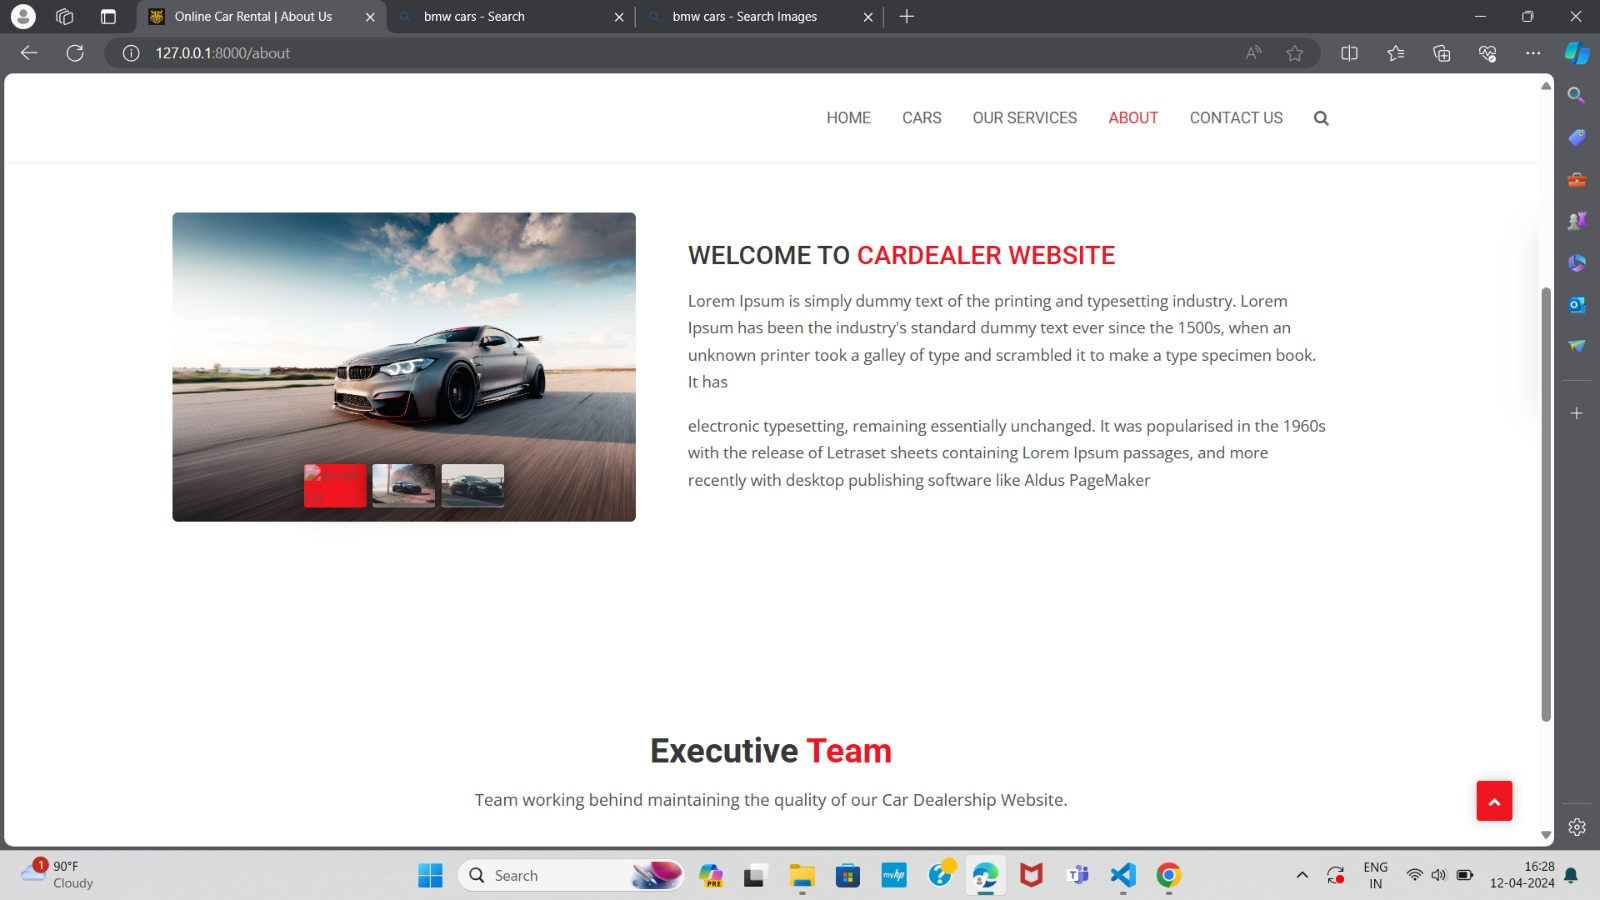 Online Car Rental | About Us
bmw cars - Search
bmw cars - Search Images
127.0.0.1:8000/about
HOME CARS OUR SERVICES ABOUT CONTACT US
WELCOME TO CARDEALER WEBSITE
Lorem Ipsum is simply dummy text of the printing and typesetting industry. Lorem
Ipsum has been the industry's standard dummy text ever since the 1500s, when an
unknown printer took a galley of type and scrambled it to make a type specimen book.
It has
electronic typesetting, remaining essentially unchanged. It was popularised in the 1960s
with the release of Letraset sheets containing Lorem Ipsum passages, and more
recently with desktop publishing software like Aldus PageMaker
Executive Team
Team working behind maintaining the quality of our Car Dealership Website.
1
90°F
Cloudy
Search
PRE
myhp
ENG
IN
16:28
12-04-2024